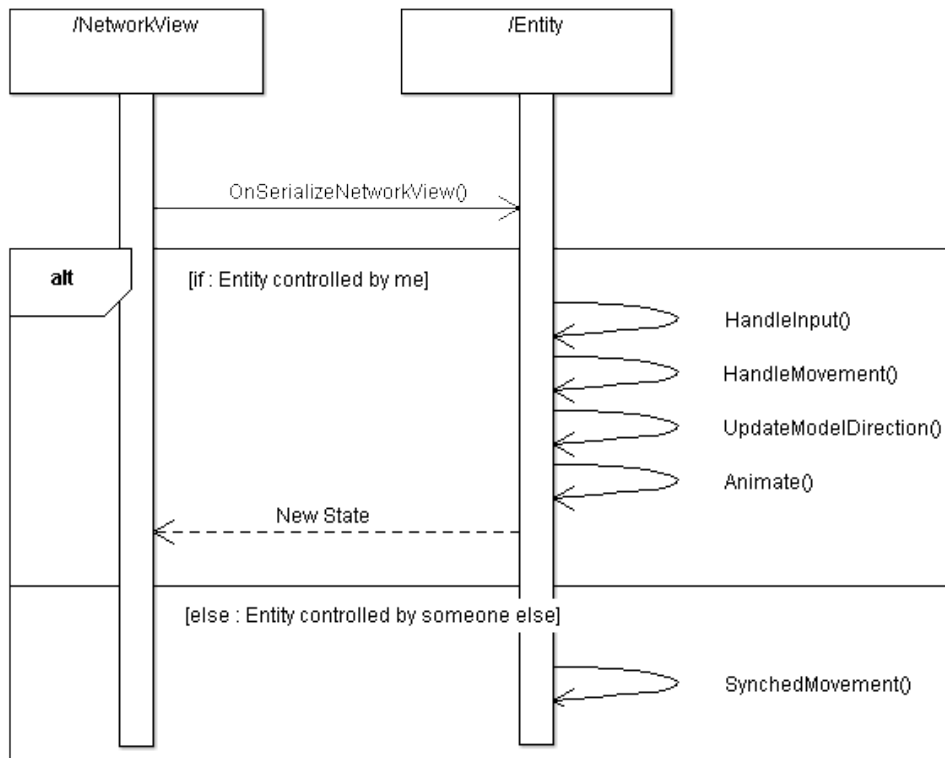 /NetworkView
/Entity
OnSerializeNetworkView()
alt
[if : Entity controlled by me]
HandleInput()
HandleMovement()
UpdateModelDirection()
Animate()
New State
[else : Entity controlled by someone else]
SynchedMovement()